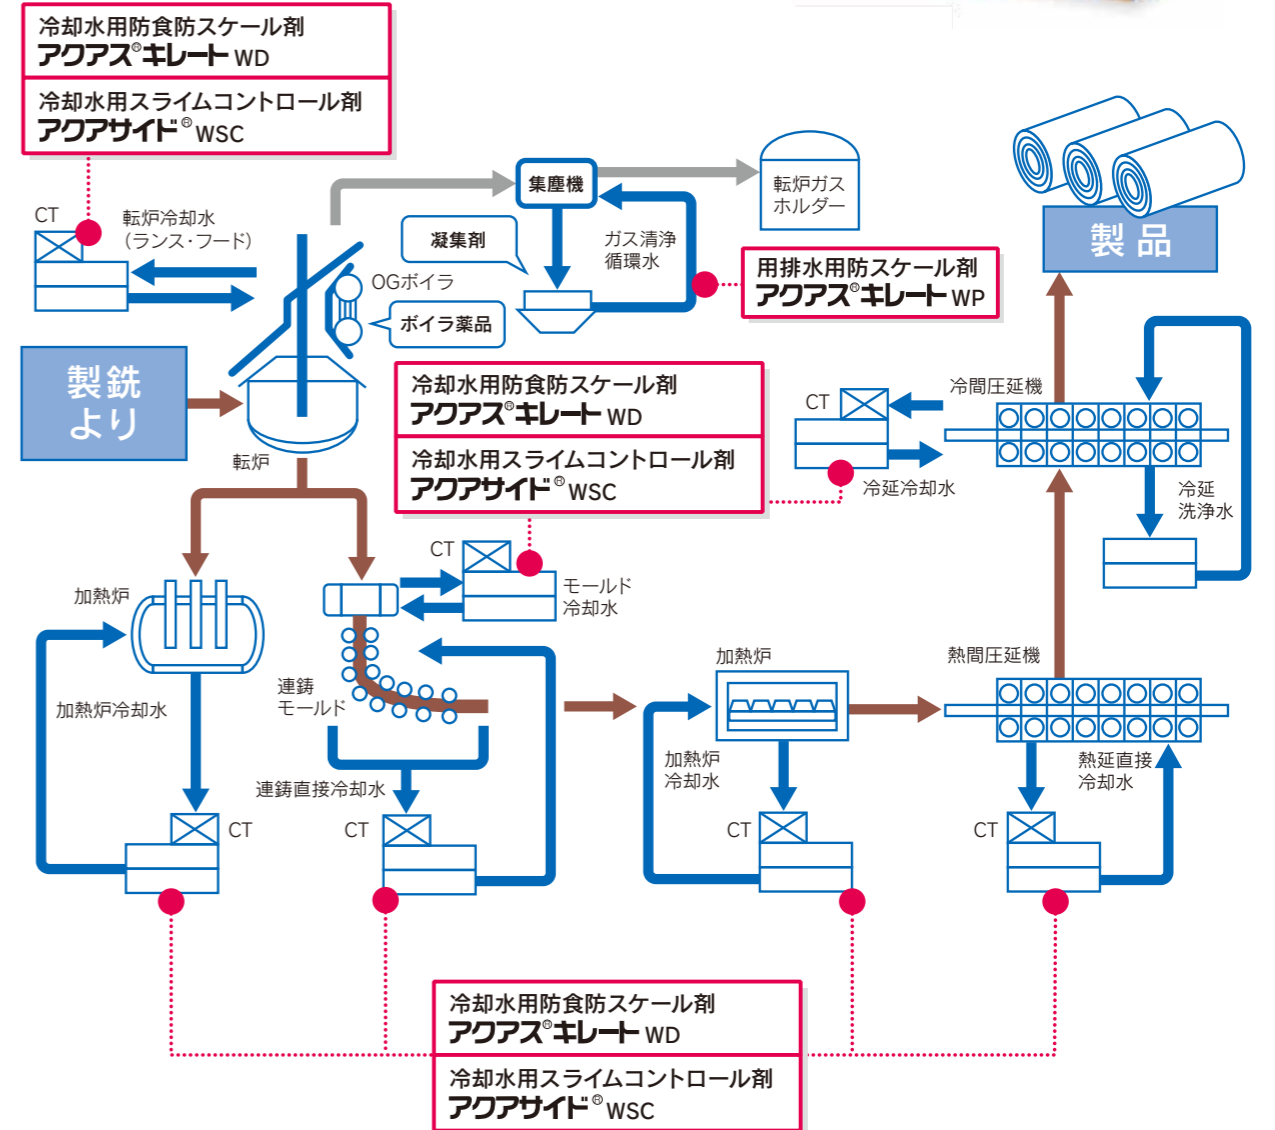 冷却水用防食防スケール剤
アクアス®キレート WD
冷却水用スライムコントロール剤
アクアサイド® WSC
CT
転炉冷却水
（ランス・フード）
集塵機
転炉ガス
ホルダー
凝集剤
ガス清浄
循環水
OGボイラ
ボイラ薬品
用排水用防スケール剤
アクアス®キレート WP
製品
製銑
より
転炉
冷却水用防食防スケール剤
アクアス®キレート WD
冷却水用スライムコントロール剤
アクアサイド® WSC
CT
冷延冷却水
冷間圧延機
冷延
洗浄水
CT
モールド
冷却水
加熱炉
加熱炉冷却水
CT
連鋳
モールド
連鋳直接冷却水
CT
加熱炉
加熱炉
冷却水
CT
熱間圧延機
熱延直接
冷却水
CT
冷却水用防食防スケール剤
アクアス®キレート WD
冷却水用スライムコントロール剤
アクアサイド® WSC